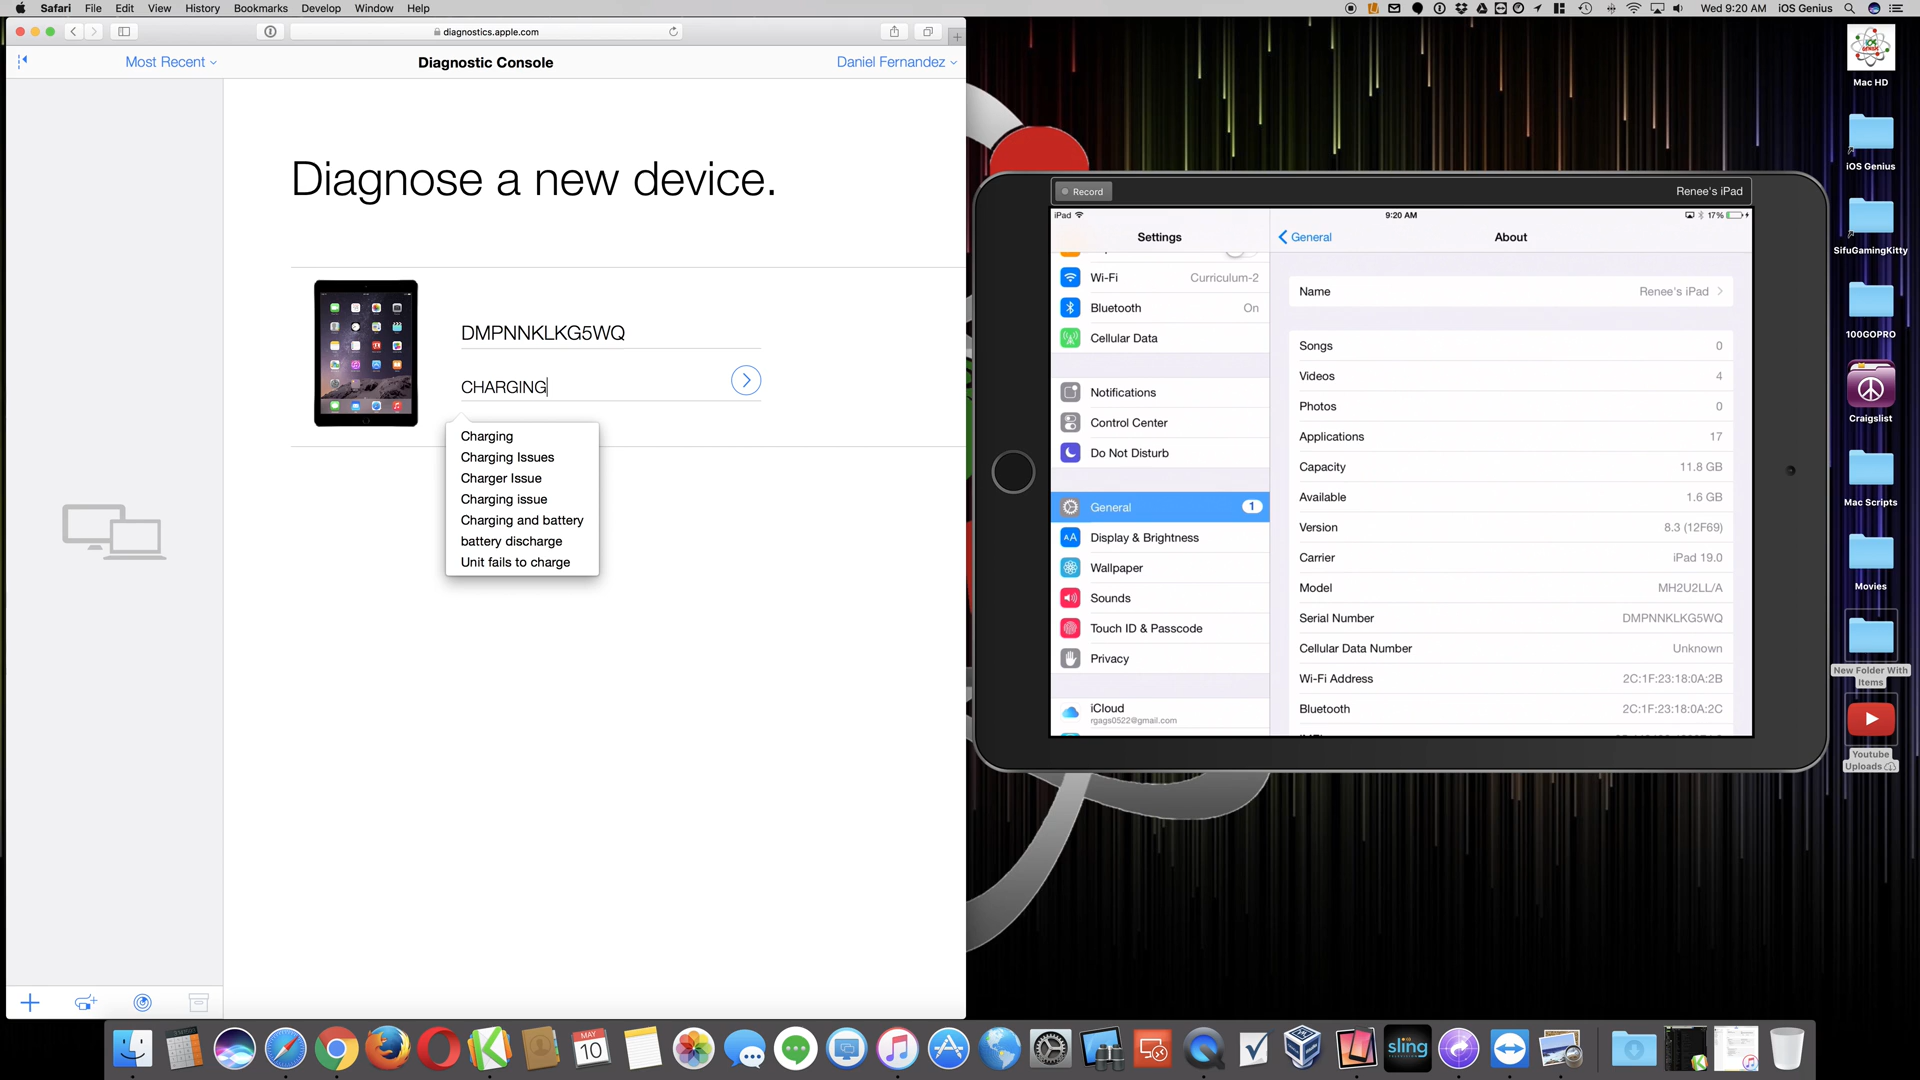 Safari File Edit View History Bookmarks Develop Window Help
Wed 9:20 AM iOS Genius
diagnostics.apple.com
Most Recent
Diagnostic Console
Daniel Fernandez
Diagnose a new device.
DMPNNKLKG5WQ
CHARGING
Charging
Charging Issues
Charger Issue
Charging issue
Charging and battery
battery discharge
Unit fails to charge
Record
Renee's iPad
iPad
9:20 AM
17%
Settings
General
About
Wi-Fi Curriculum-2
Bluetooth On
Cellular Data
Notifications
Control Center
Do Not Disturb
General 1
Display & Brightness
Wallpaper
Sounds
Touch ID & Passcode
Privacy
iCloud
rgags0522@gmail.com
Name Renee's iPad
Songs 0
Videos 4
Photos 0
Applications 17
Capacity 11.8 GB
Available 1.6 GB
Version 8.3 (12F69)
Carrier iPad 19.0
Model MH2U2LL/A
Serial Number DMPNNKLKG5WQ
Cellular Data Number Unknown
Wi-Fi Address 2C:1F:23:18:0A:2B
Bluetooth 2C:1F:23:18:0A:2C
Mac HD
iOS Genius
SifuGamingKitty
100GOPRO
Craigslist
Mac Scripts
Movies
New Folder With
Items
Youtube
Uploads
MAY
10
sling